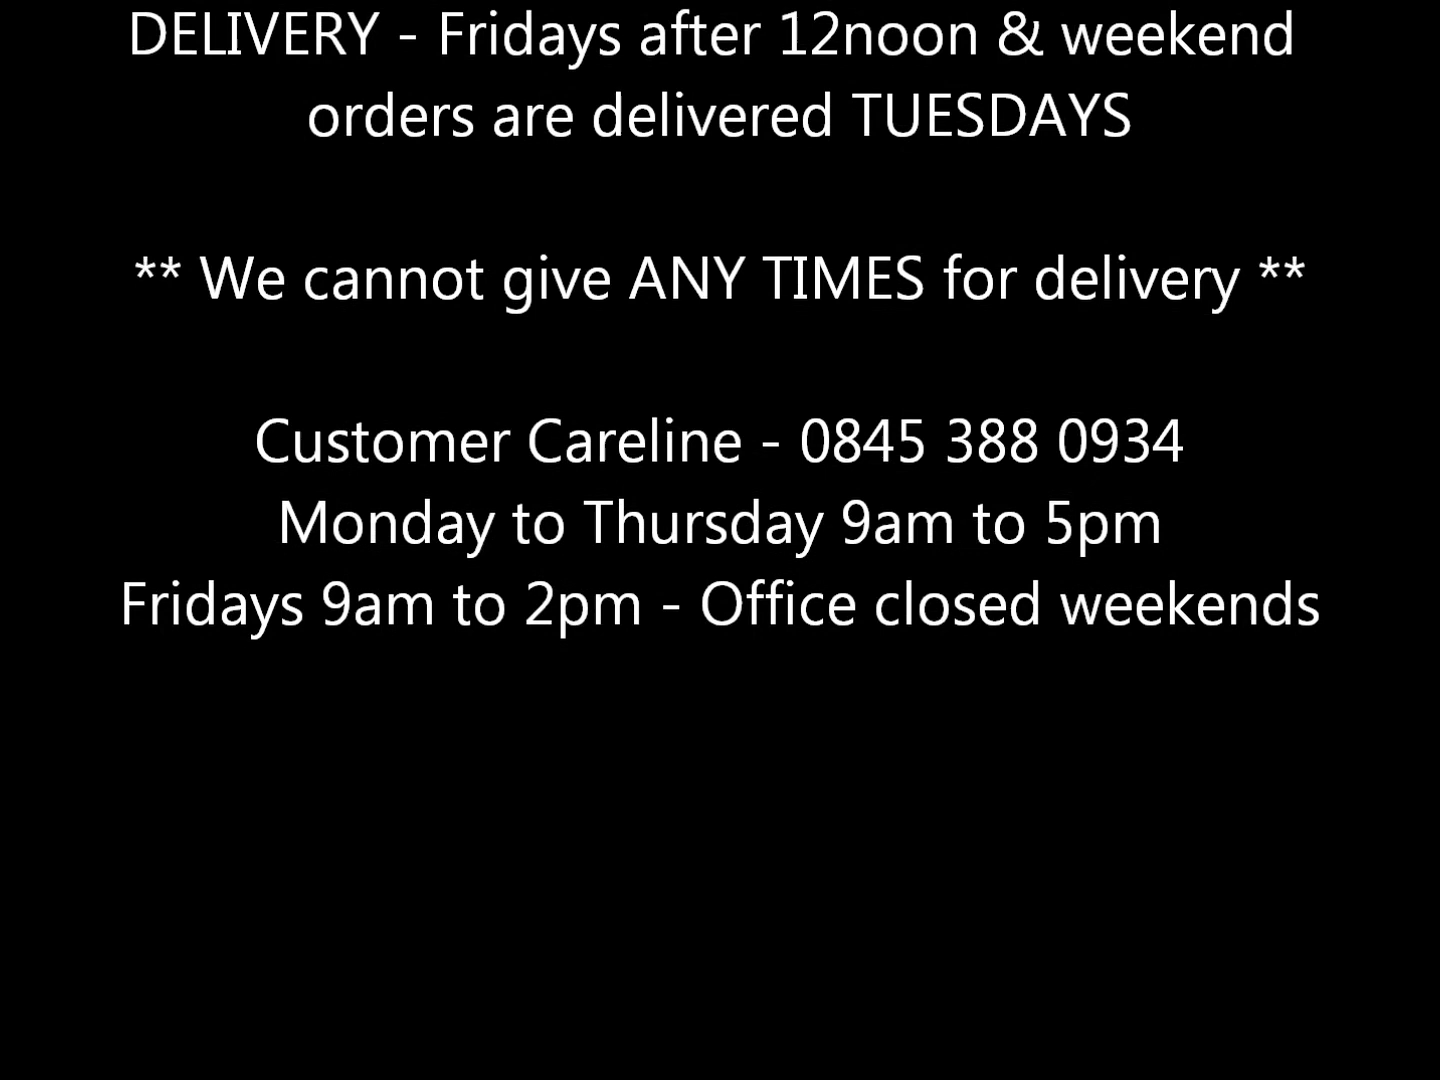 DELIVERY - Fridays after 12noon & weekend
orders are delivered TUESDAYS
** We cannot give ANY TIMES for delivery **
Customer Careline - 0845 388 0934
Monday to Thursday 9am to 5pm
Fridays 9am to 2pm - Office closed weekends